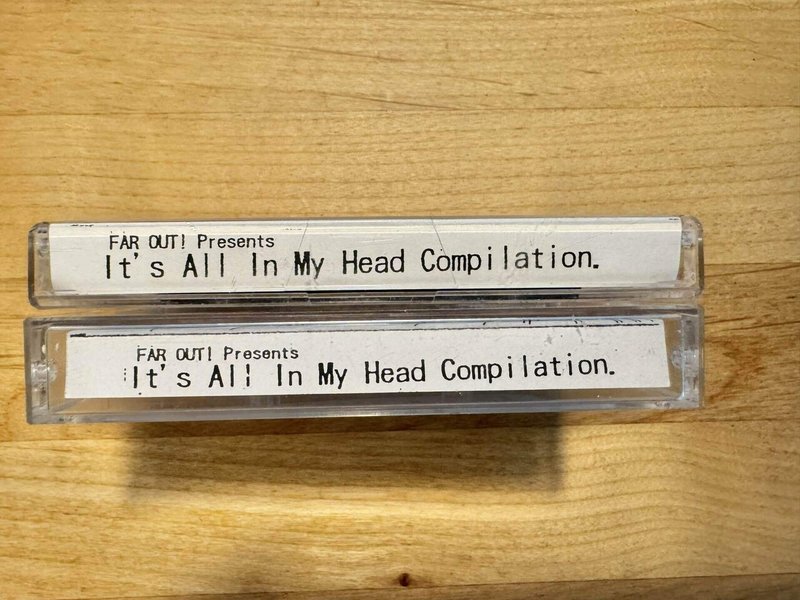 FAR OUT! Presents
It's All In My Head Compilation.
FAR OUT! Presents
It's All In My Head Compilation.